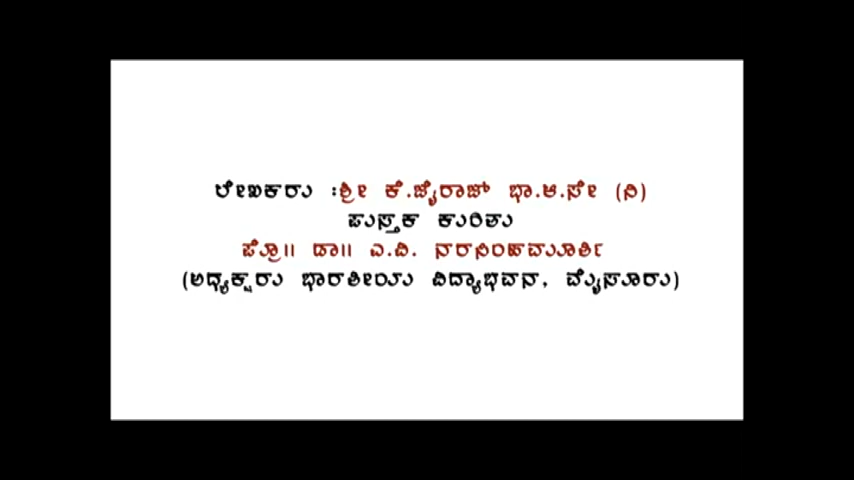 ಲೇಖಕರು :ಶ್ರೀ ಕೆ.ಜೈರಾಜ್ ಭಾ.ಆ.ಸೇ (ನಿ)
ಪುಸ್ತಕ ಕುರಿತು
ಪ್ರೊ॥ ಡಾ॥ ಎ.ವಿ. ನರಸಿಂಹಮೂರ್ತಿ
(ಅಧ್ಯಕ್ಷರು ಭಾರತೀಯ ವಿದ್ಯಾಭವನ, ಮೈಸೂರು)